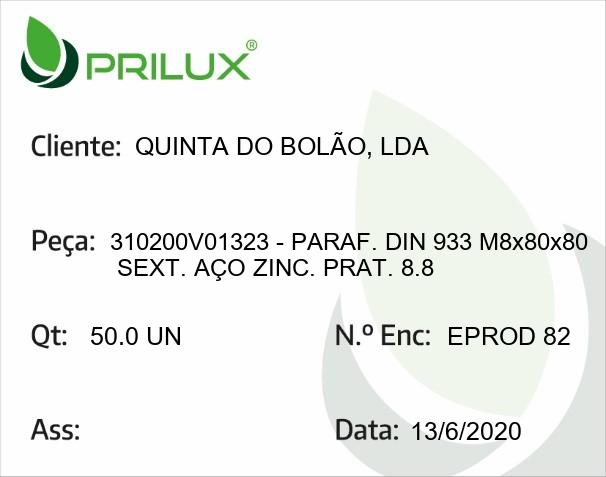 PRILUX®
Cliente: QUINTA DO BOLÃO, LDA
Peça: 310200V01323 - PARAF. DIN 933 M8x80x80
SEXT. AÇO ZINC. PRAT. 8.8
Qt: 50.0 UN N.º Enc: EPROD 82
Ass: Data: 13/6/2020